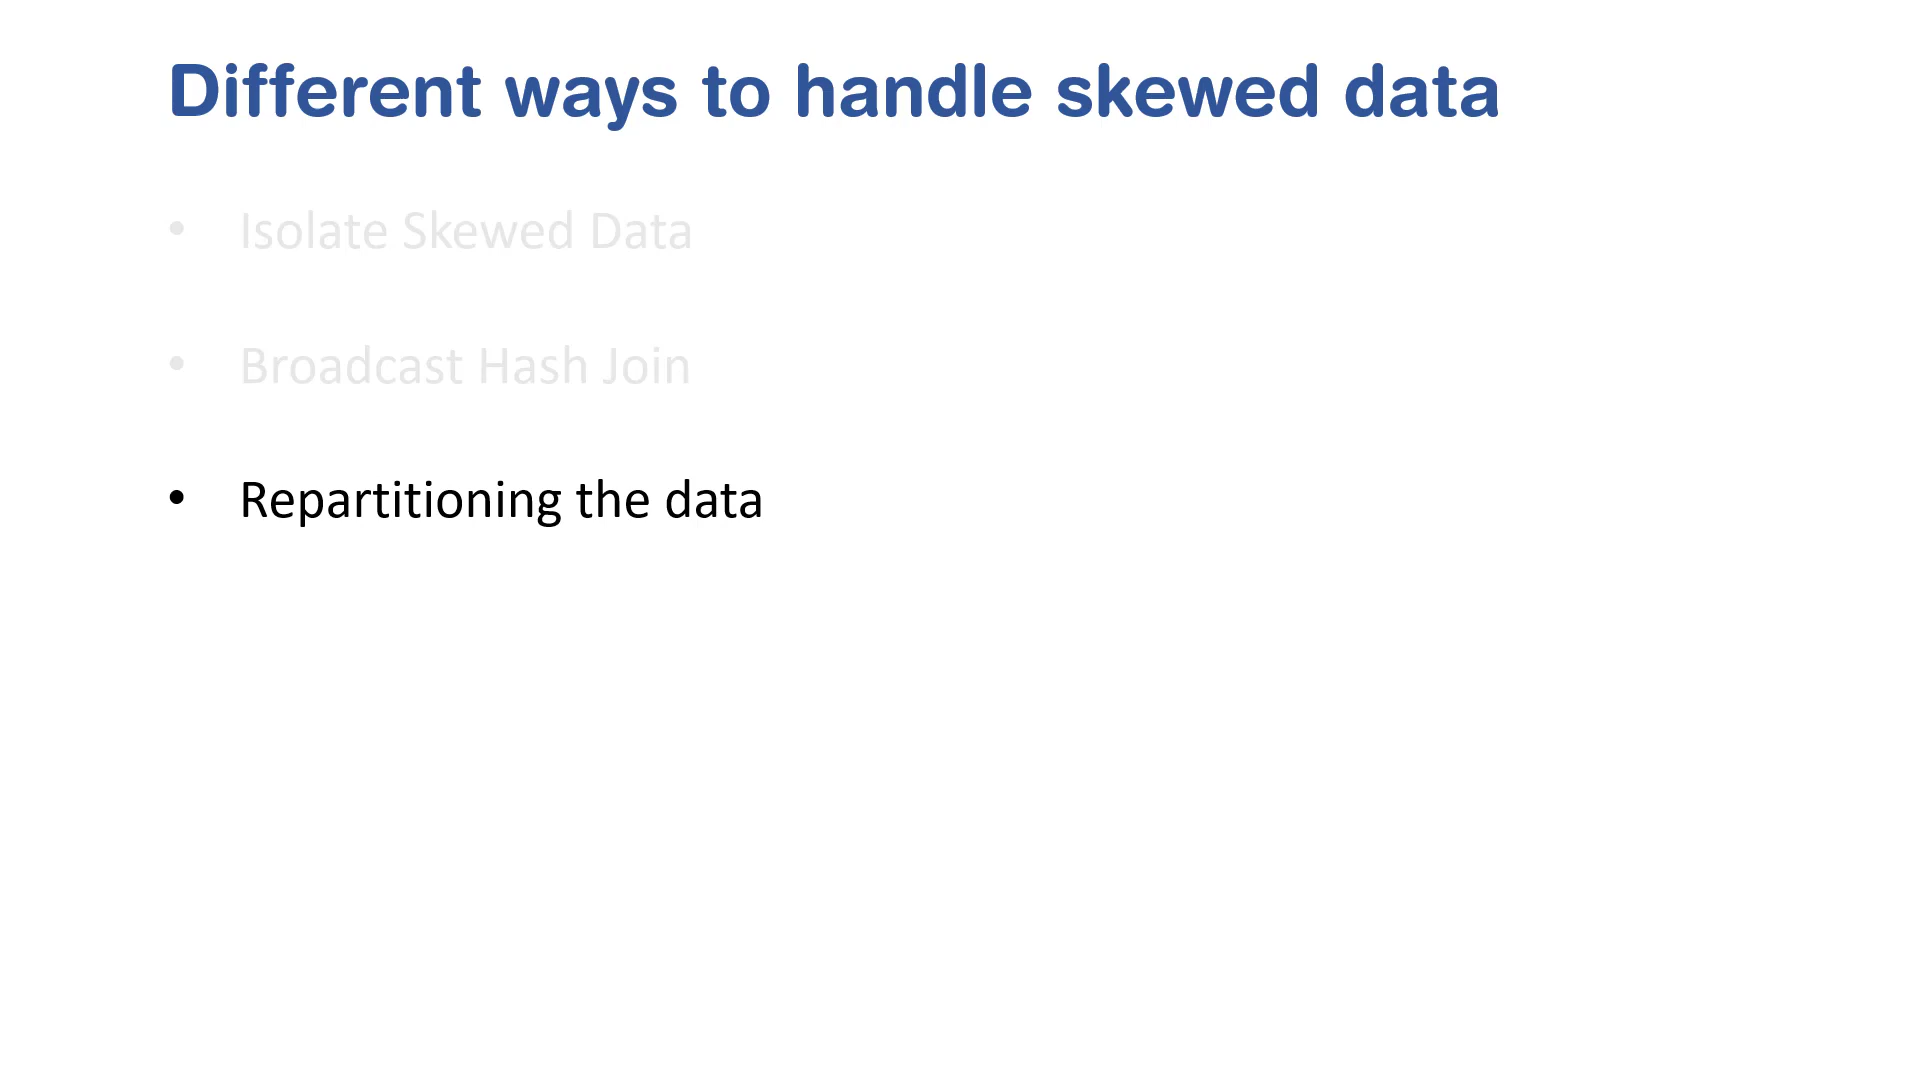 Different ways to handle skewed data
• Isolate Skewed Data
• Broadcast Hash Join
• Repartitioning the data